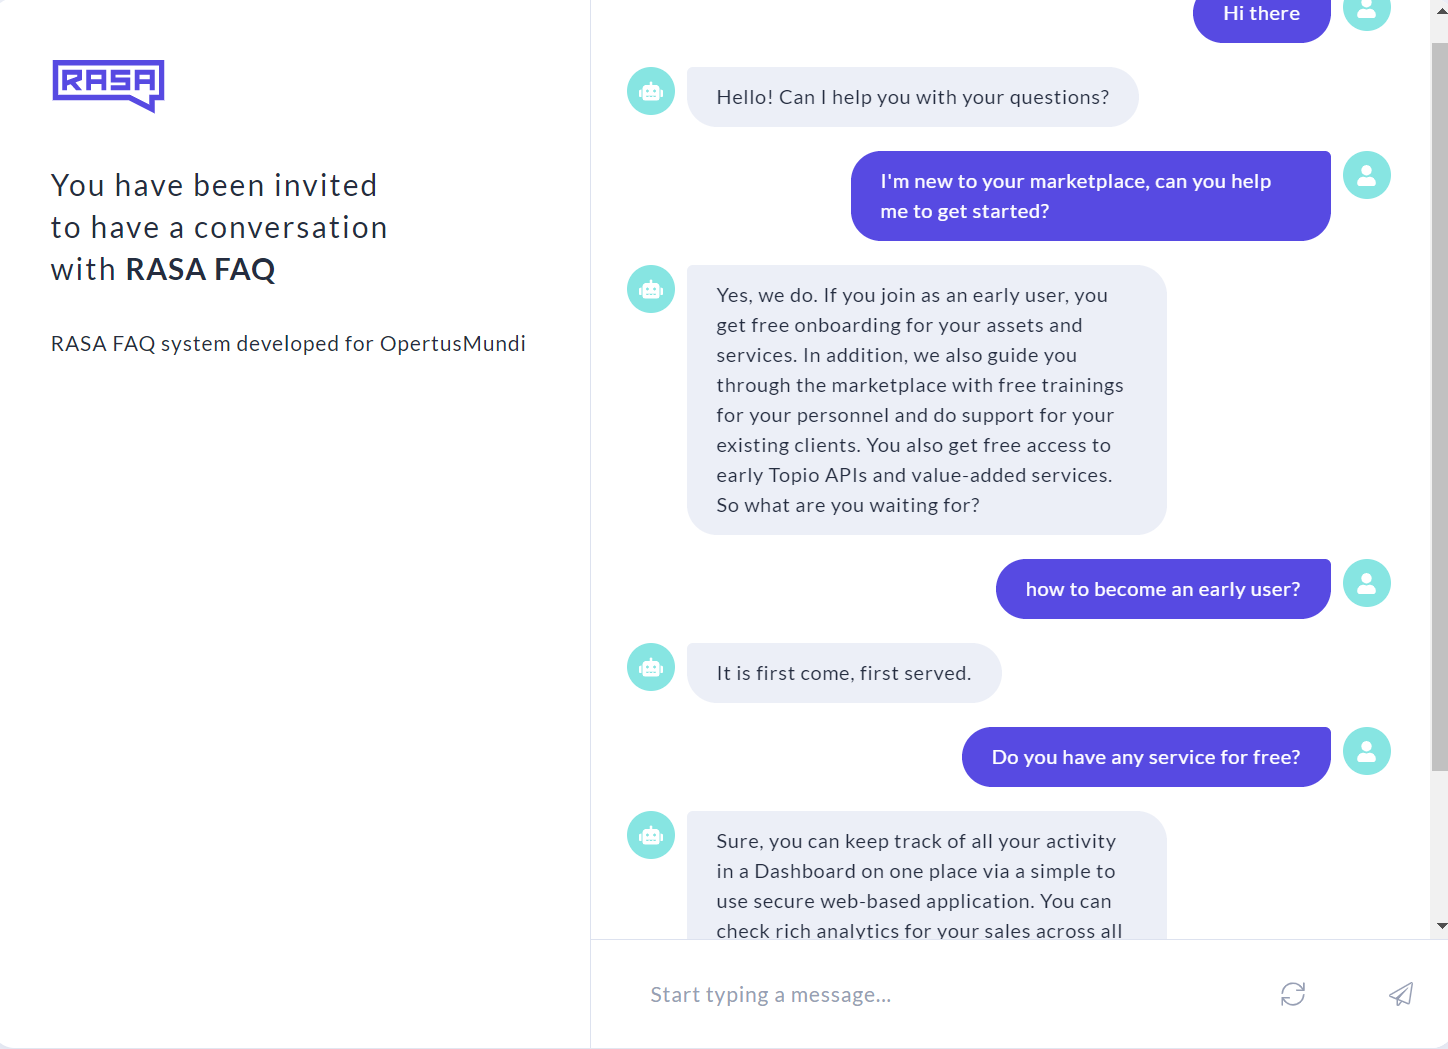 RASA
You have been invited
to have a conversation
with RASA FAQ
RASA FAQ system developed for OpertusMundi
Hi there
Hello! Can I help you with your questions?
I'm new to your marketplace, can you help
me to get started?
Yes, we do. If you join as an early user, you
get free onboarding for your assets and
services. In addition, we also guide you
through the marketplace with free trainings
for your personnel and do support for your
existing clients. You also get free access to
early Topio APIs and value-added services.
So what are you waiting for?
how to become an early user?
It is first come, first served.
Do you have any service for free?
Sure, you can keep track of all your activity
in a Dashboard on one place via a simple to
use secure web-based application. You can
check rich analytics for your sales across all
Start typing a message...